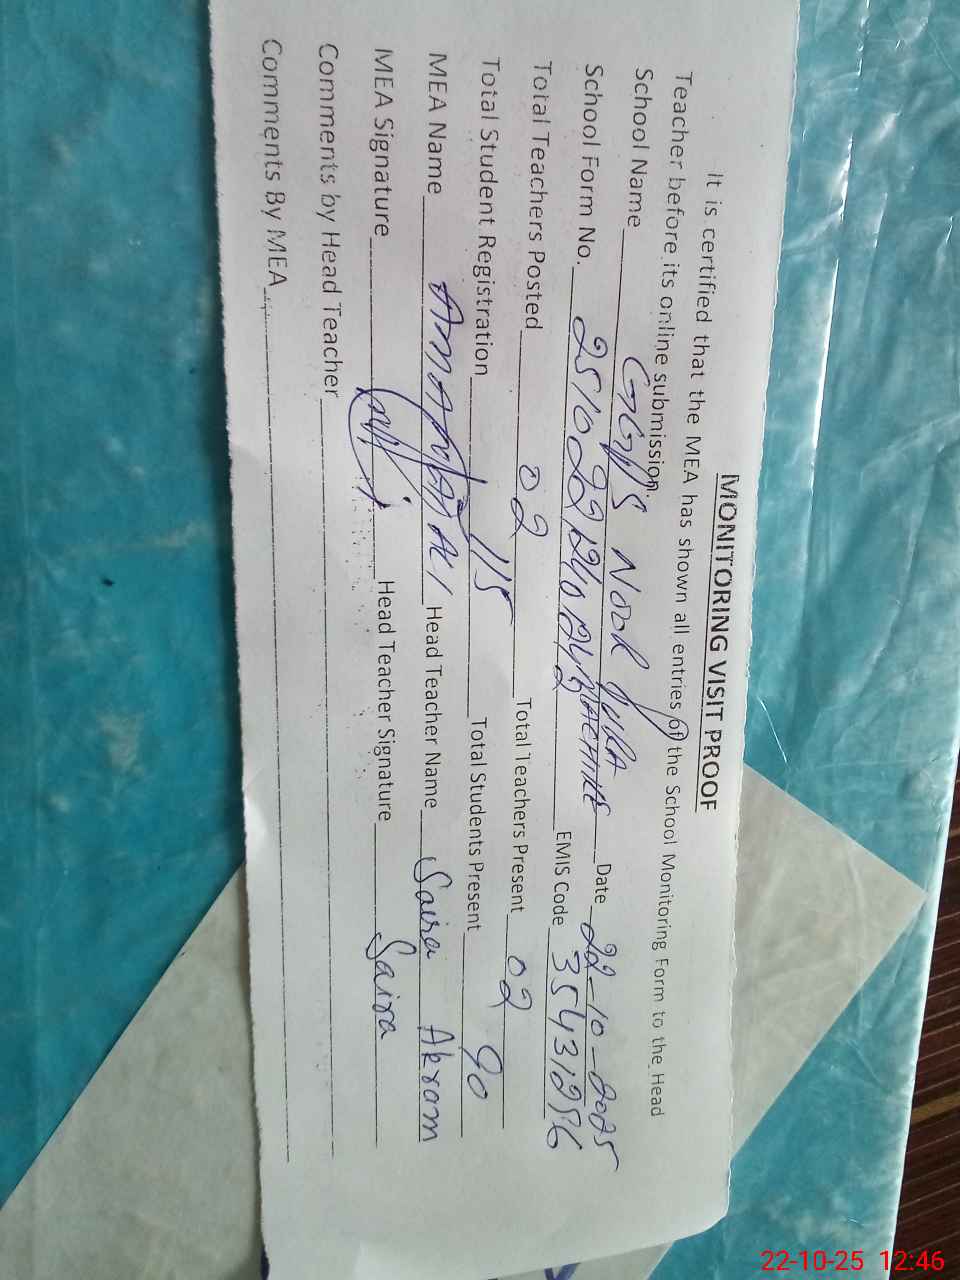 MONITORING VISIT PROOF
It is certified that the MEA has shown all entries of the School Monitoring Form to the Head
Teacher before its online submission.
School Name GGPS Noor Date 22-10-2025
School Form No. EMIS Code 35431256
Total Teachers Posted 02 Total Teachers Present 02
Total Student Registration 115 Total Students Present 90
MEA Name Head Teacher Name Saira Akram
MEA Signature Head Teacher Signature Saira
Comments by Head Teacher
Comments By MEA
22-10-25 12:46